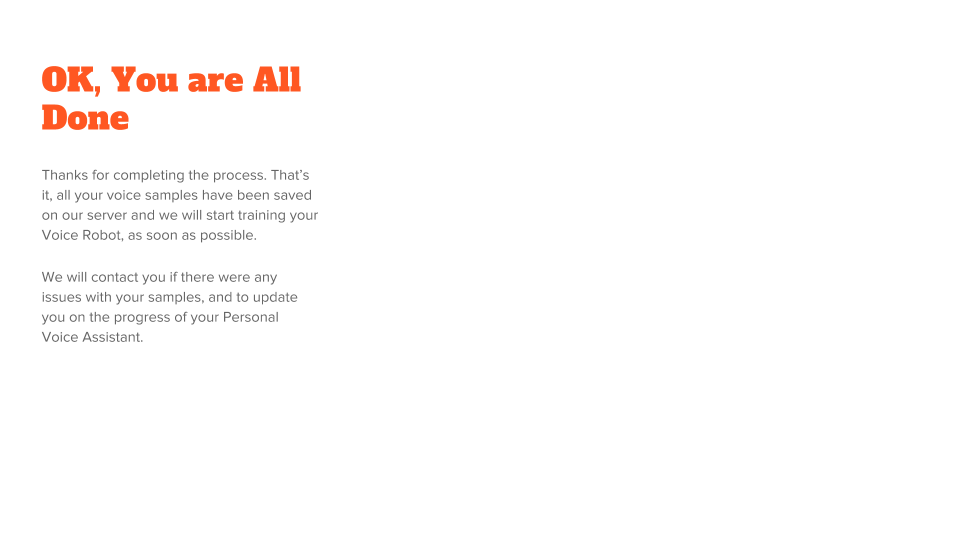 OK, You are All
Done
Thanks for completing the process. That’s
it, all your voice samples have been saved
on our server and we will start training your
Voice Robot, as soon as possible.
We will contact you if there were any
issues with your samples, and to update
you on the progress of your Personal
Voice Assistant.